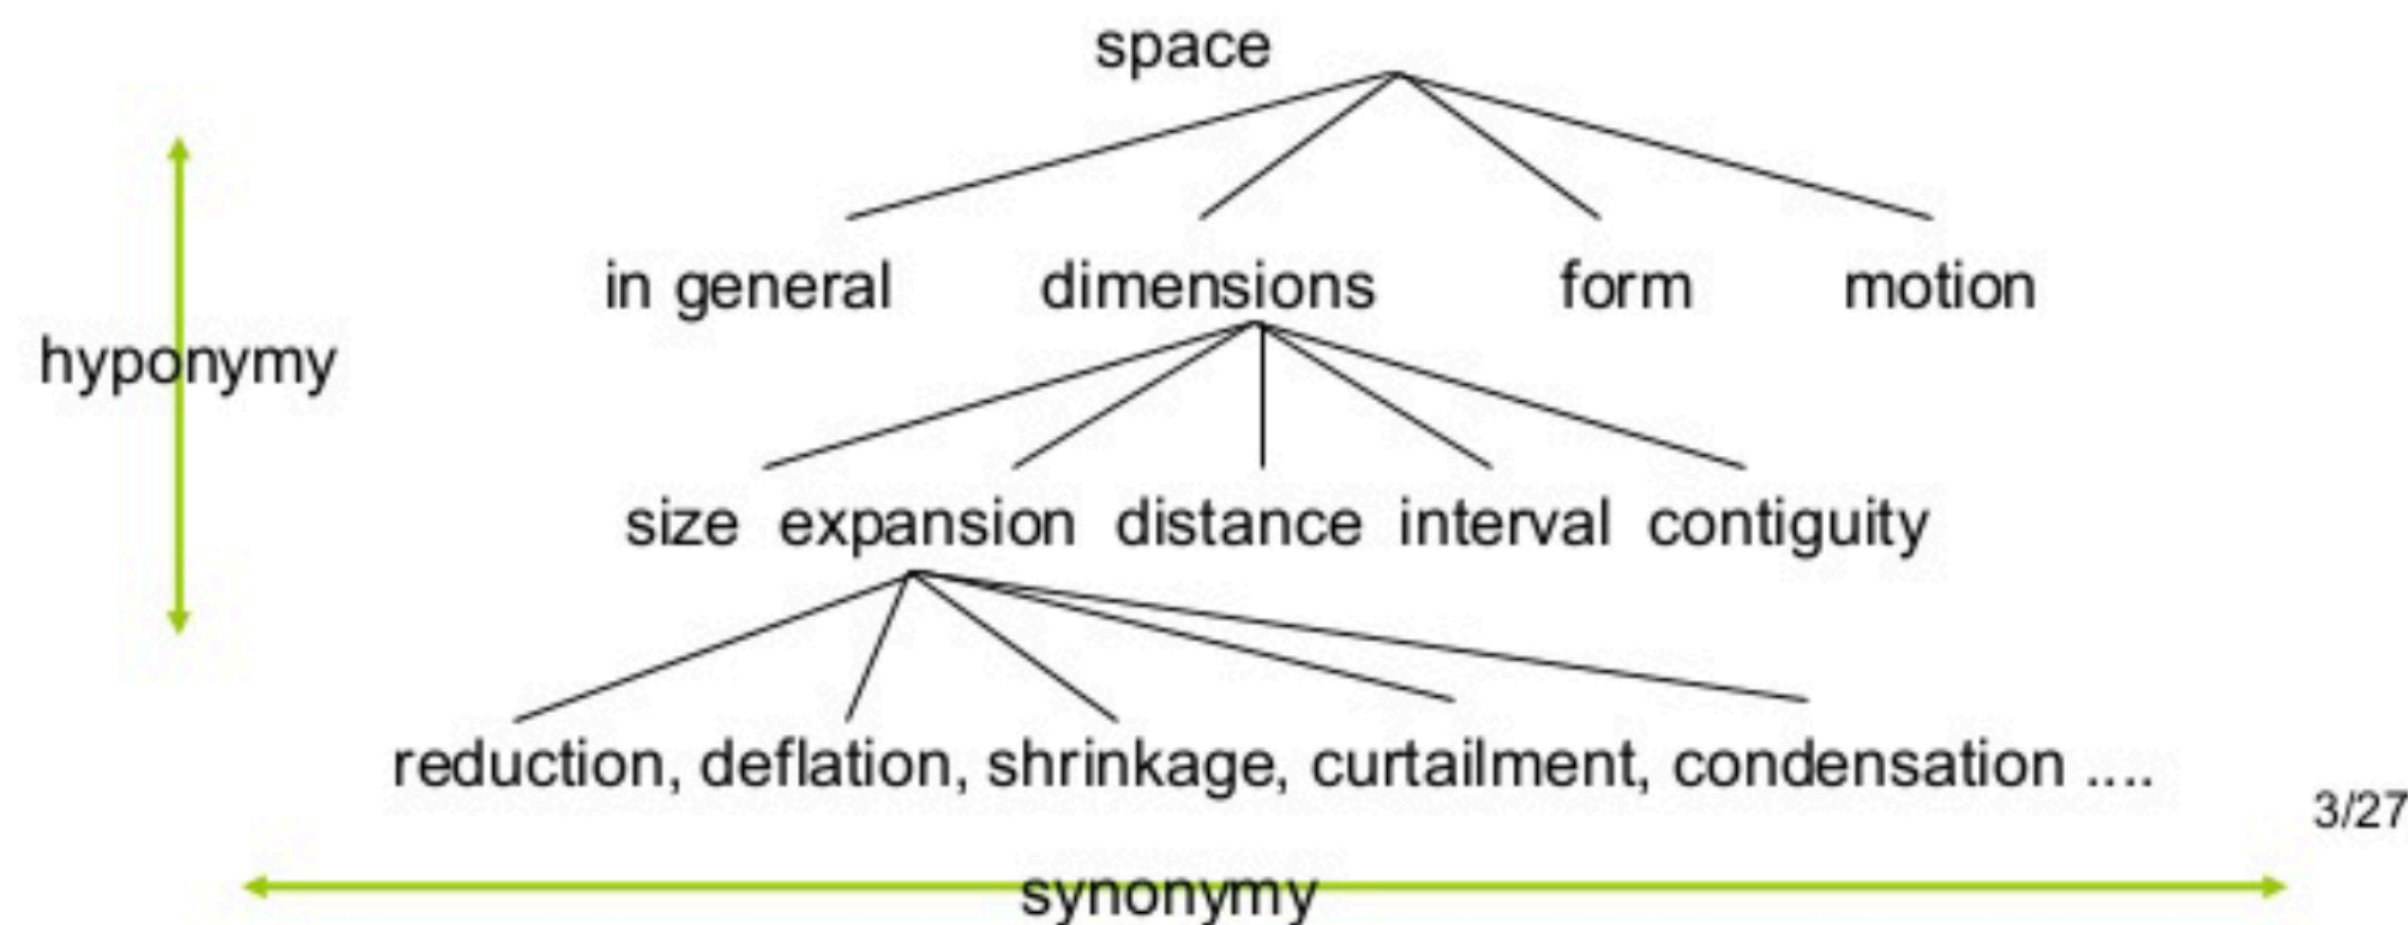 space
in general dimensions form motion
hyponymy
size expansion distance interval contiguity
reduction, deflation, shrinkage, curtailment, condensation ....
3/27
synonymy